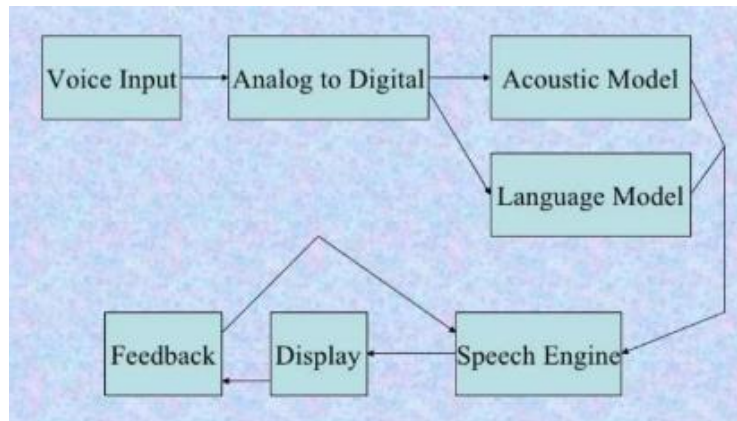 Voice Input
Analog to Digital
Acoustic Model
Language Model
Feedback
Display
Speech Engine